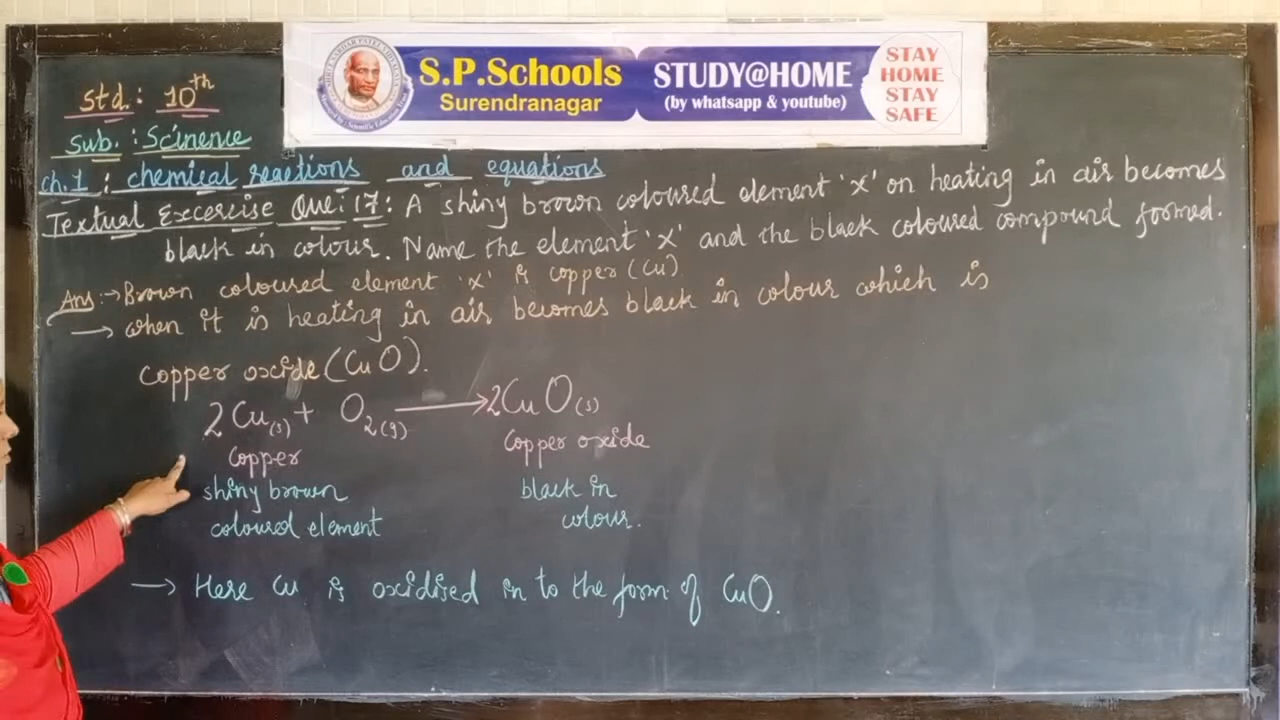 S.P.Schools
Surendranagar
STUDY@HOME
(by whatsapp & youtube)
STAY
HOME
STAY
SAFE
Std. : 10th
Sub. : Scinence
ch.1 : chemical reactions and equations
Textual Excercise Que: 17 : A shiny brown coloured element 'x' on heating in air becomes
black in colour. Name the element 'x' and the black coloured compound formed.
Ans :-→ Brown coloured element 'x' is copper (Cu)
→ when it is heating in air becomes black in colour which is
copper oxide (CuO).
2Cu(s) + O2(g) → 2CuO(s)
copper copper oxide
shiny brown black in
coloured element colour.
→ Here Cu is oxidised in to the form of CuO.